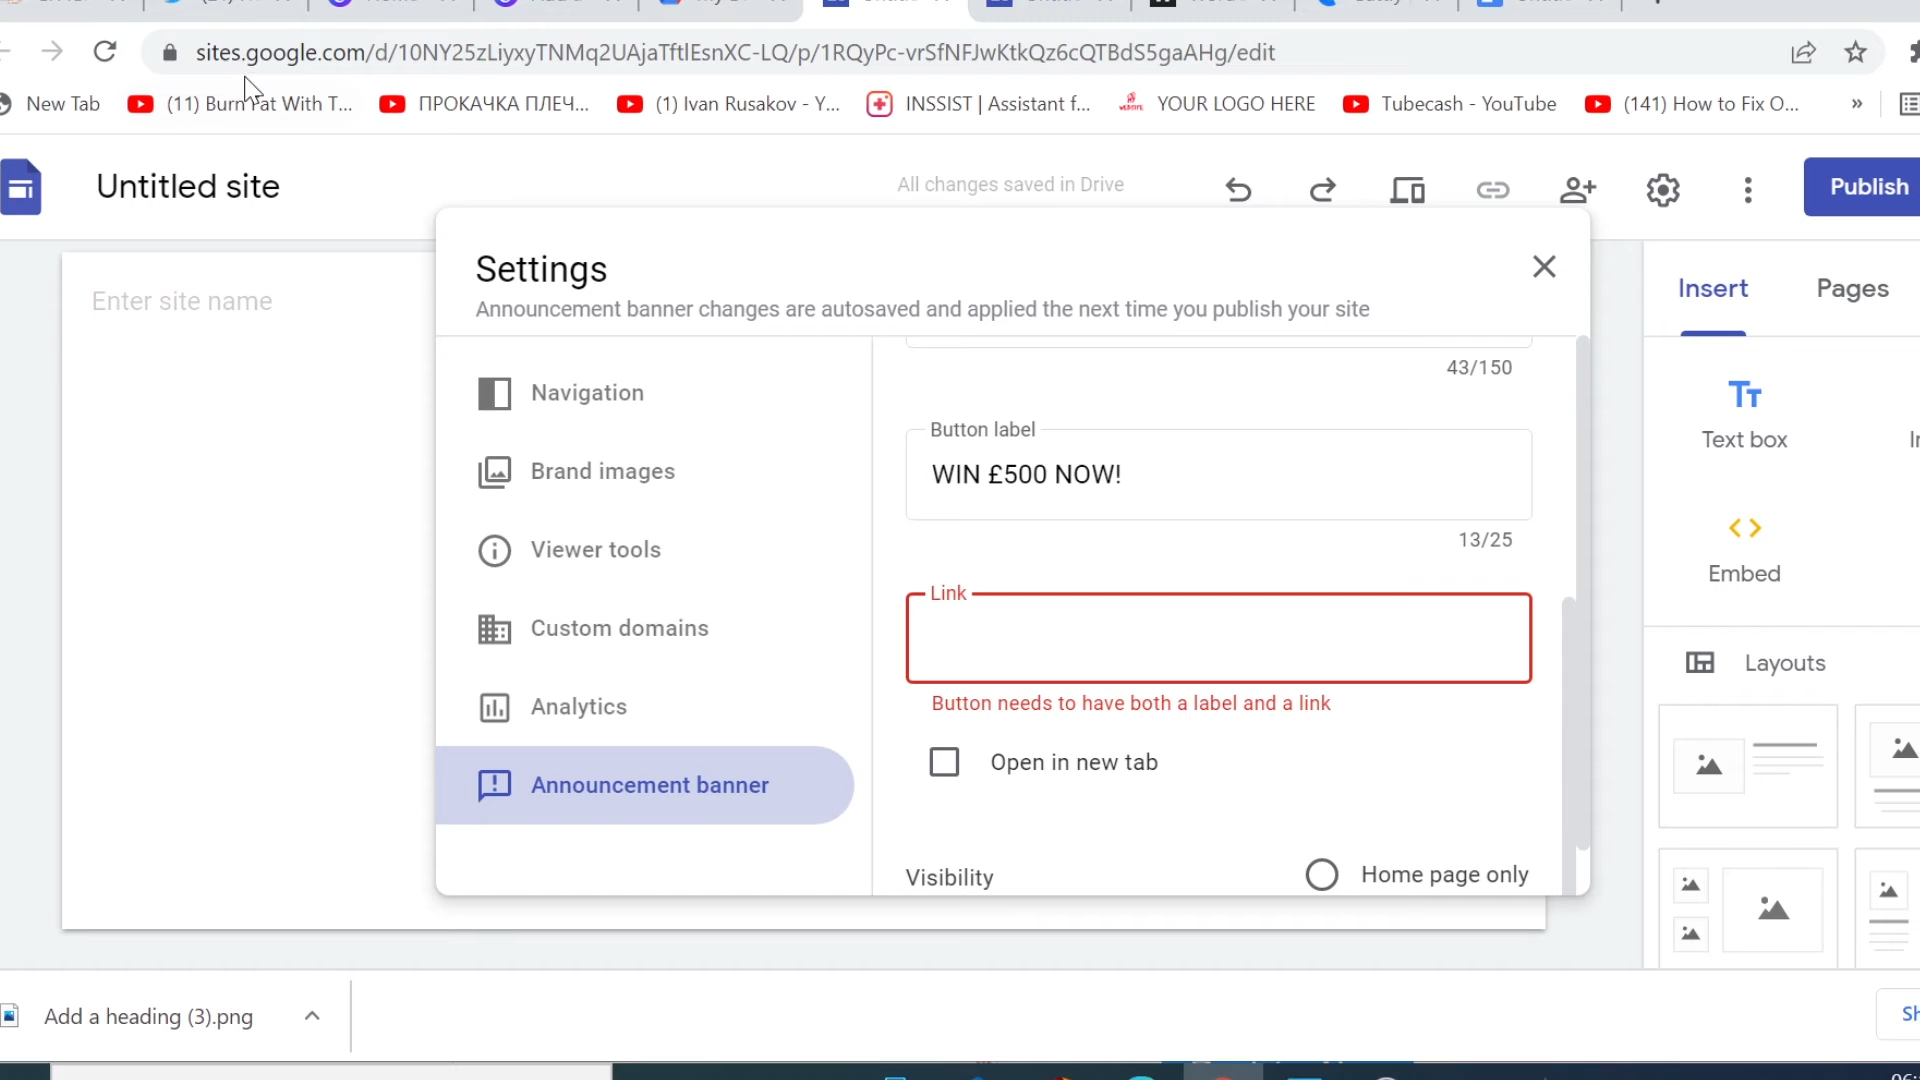 sites.google.com/d/10NY25zLiyxyTNMq2UAjaTftlEsnXC-LQ/p/1RQyPc-vrSfNFJwKtkQz6cQTBdS5gaAHg/edit
New Tab
(11) Burn Fat With T...
ПРОКАЧКА ПЛЕЧ...
(1) Ivan Rusakov - Y...
INSSIST | Assistant f...
YOUR LOGO HERE
Tubecash - YouTube
(141) How to Fix O...
»
Untitled site
All changes saved in Drive
Publish
Enter site name
Settings
Announcement banner changes are autosaved and applied the next time you publish your site
Navigation
Brand images
Viewer tools
Custom domains
Analytics
Announcement banner
43/150
Button label
WIN £500 NOW!
13/25
Link
Button needs to have both a label and a link
Open in new tab
Visibility
Home page only
Insert
Pages
Text box
Embed
Layouts
Add a heading (3).png